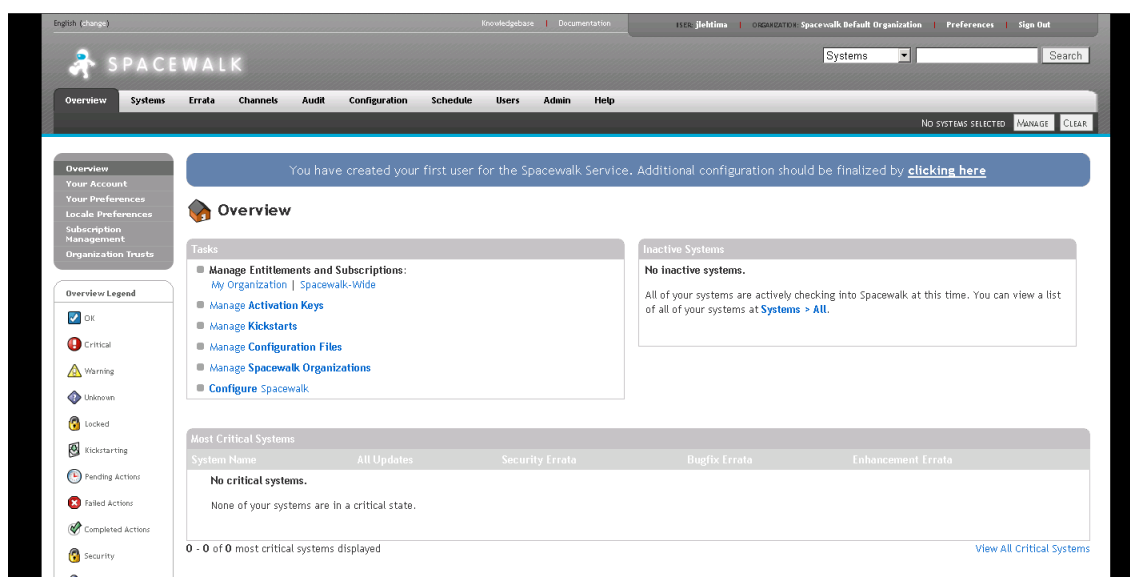 English (change)
Knowledgebase | Documentation
USER: jlehtima | ORGANIZATION: Spacewalk Default Organization | Preferences | Sign Out
SPACEWALK
Systems
Search
Overview Systems Errata Channels Audit Configuration Schedule Users Admin Help
No systems selected Manage Clear
Overview
Your Account
Your Preferences
Locale Preferences
Subscription
Management
Organization Trusts
You have created your first user for the Spacewalk Service. Additional configuration should be finalized by clicking here
Overview
Tasks
Manage Entitlements and Subscriptions:
My Organization | Spacewalk-Wide
Manage Activation Keys
Manage Kickstarts
Manage Configuration Files
Manage Spacewalk Organizations
Configure Spacewalk
Inactive Systems
No inactive systems.
All of your systems are actively checking into Spacewalk at this time. You can view a list
of all of your systems at Systems > All.
Overview Legend
OK
Critical
Warning
Unknown
Locked
Kickstarting
Pending Actions
Failed Actions
Completed Actions
Security
Most Critical Systems
System Name All Updates Security Errata Bugfix Errata Enhancement Errata
No critical systems.
None of your systems are in a critical state.
0 - 0 of 0 most critical systems displayed
View All Critical Systems